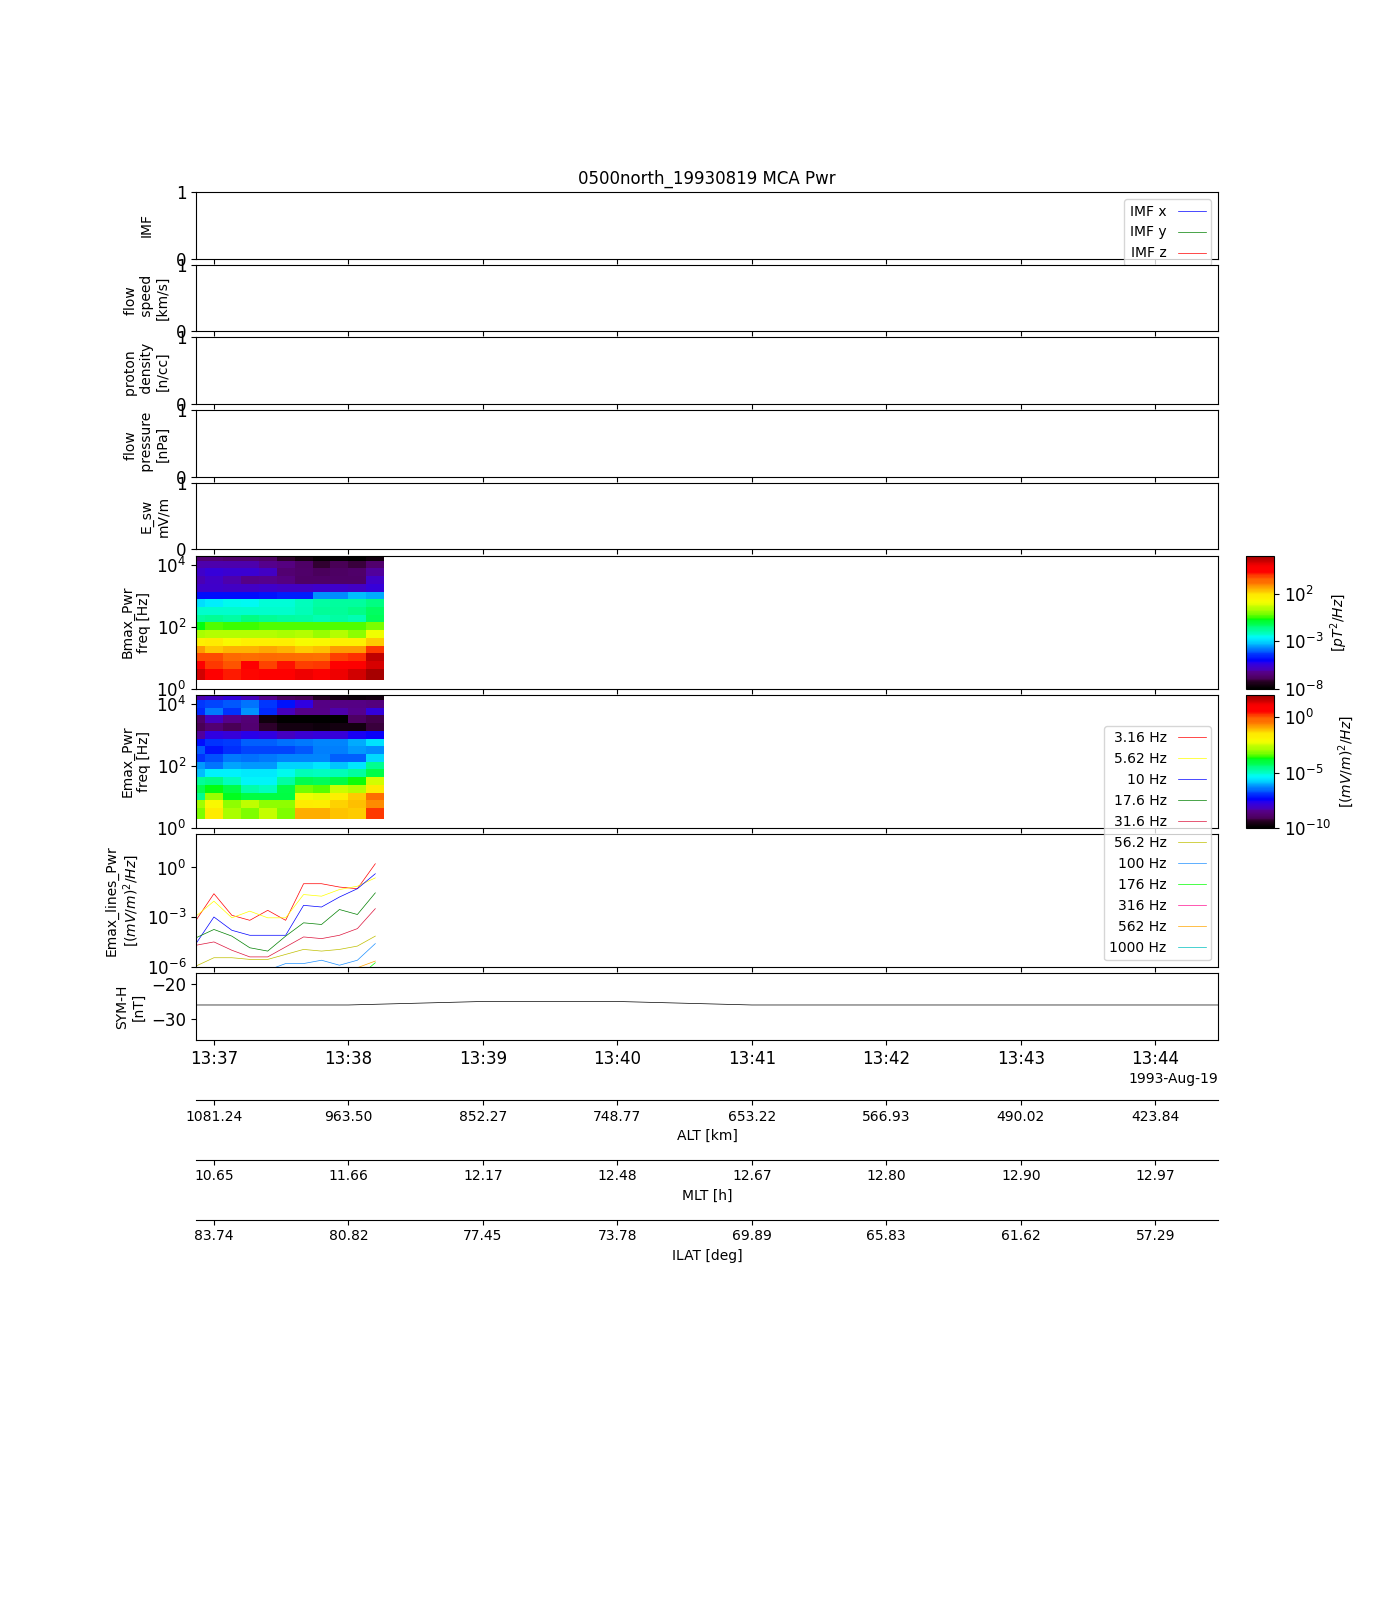 0500north_19930819 MCA Pwr
1
IMF
0
IMF x
IMF y
IMF z
1
flow
speed
[km/s]
0
1
proton
density
[n/cc]
0
1
flow
pressure
[nPa]
0
1
E_sw
mV/m
0
10^4
10^2
10^0
Bmax_Pwr
freq [Hz]
10^2
10^-3
10^-8
[pT^2/Hz]
10^4
10^2
10^0
Emax_Pwr
freq [Hz]
10^0
10^-5
10^-10
[(mV/m)^2/Hz]
3.16 Hz
5.62 Hz
10 Hz
17.6 Hz
31.6 Hz
56.2 Hz
100 Hz
176 Hz
316 Hz
562 Hz
1000 Hz
10^0
10^-3
10^-6
Emax_lines_Pwr
[(mV/m)^2/Hz]
−20
−30
SYM-H
[nT]
13:37 13:38 13:39 13:40 13:41 13:42 13:43 13:44
1993-Aug-19
1081.24 963.50 852.27 748.77 653.22 566.93 490.02 423.84
ALT [km]
10.65 11.66 12.17 12.48 12.67 12.80 12.90 12.97
MLT [h]
83.74 80.82 77.45 73.78 69.89 65.83 61.62 57.29
ILAT [deg]